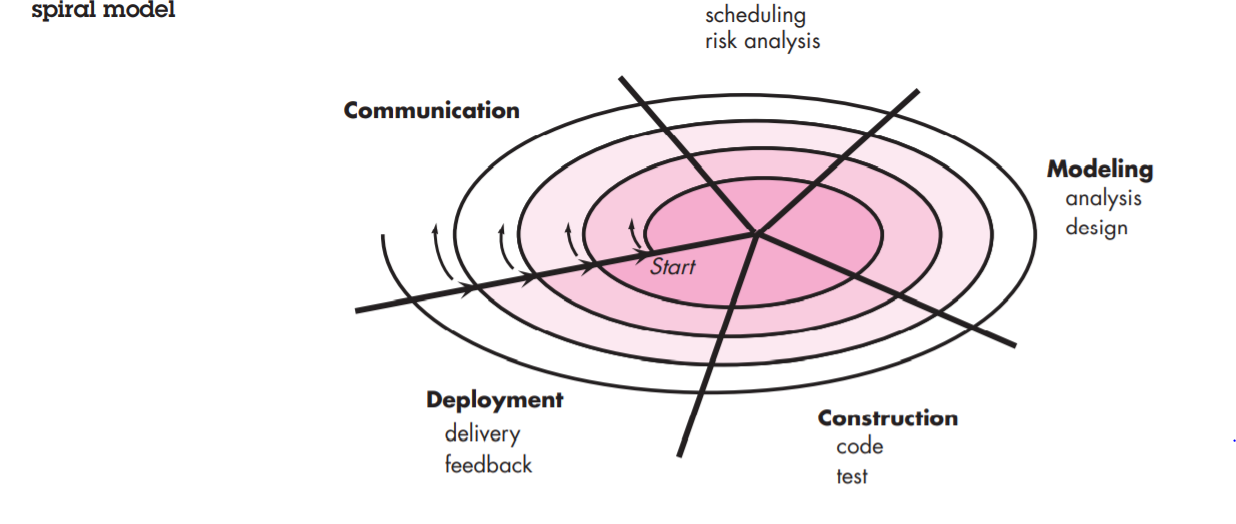 spiral model
scheduling
risk analysis
Communication
Modeling
analysis
design
Start
Deployment
delivery
feedback
Construction
code
test